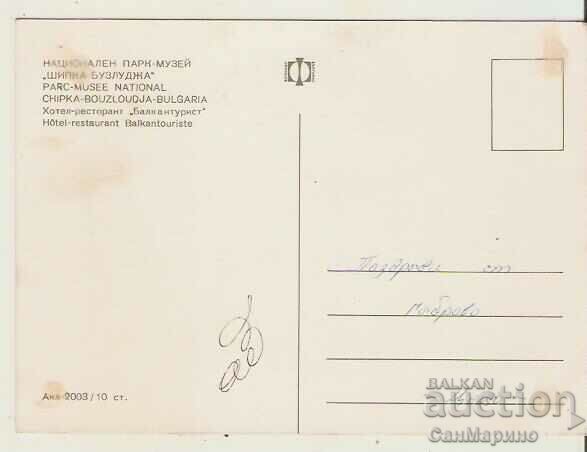 НАЦИОНАЛЕН ПАРК-МУЗЕЙ
„ШИПКА-БУЗЛУДЖА“
PARC-MUSEE NATIONAL
CHIPKA-BOUZLOUDJA-BULGARIA
Хотел-ресторант „Балкантурист“
Hôtel-restaurant Balkantouriste
Поздрави от
Габрово
Акл 2003/10 ст.
BALKAN
auction
СанМарино